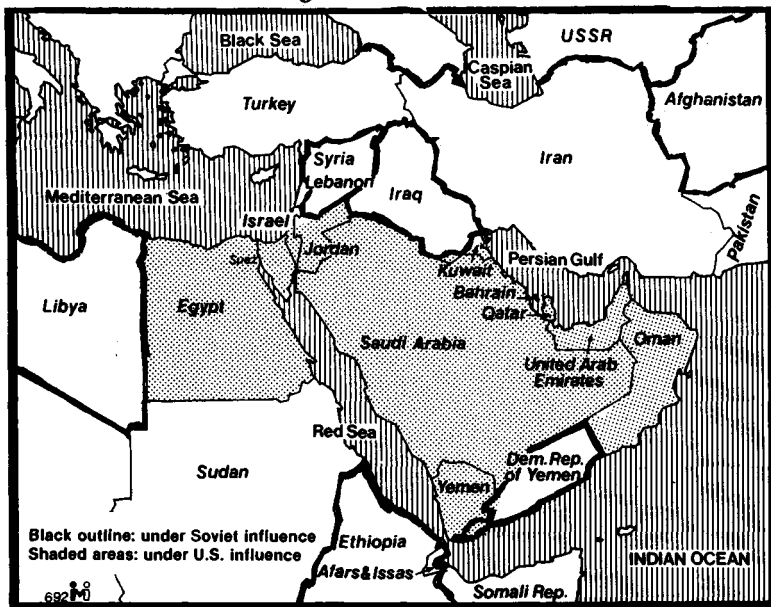 Black Sea
USSR
Caspian
Sea
Turkey
Afghanistan
Syria
Lebanon
Iran
Iraq
Mediterranean Sea
Israel
Jordan
Pakistan
Suez
Kuwait
Persian Gulf
Bahrain
Qatar
Libya
Egypt
Saudi Arabia
Oman
United Arab
Emirates
Red Sea
Dem. Rep.
of Yemen
Sudan
Yemen
Black outline: under Soviet influence
Shaded areas: under U.S. influence
Ethiopia
Afars & Issas
INDIAN OCEAN
Somali Rep.
692